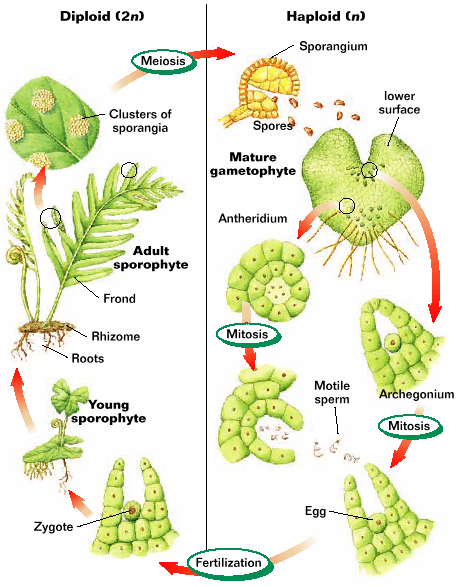 Diploid (2n)
Haploid (n)
Meiosis
Sporangium
Clusters of
sporangia
Spores
lower
surface
Mature
gametophyte
Antheridium
Adult
sporophyte
Frond
Rhizome
Roots
Mitosis
Archegonium
Motile
sperm
Mitosis
Young
sporophyte
Zygote
Egg
Fertilization